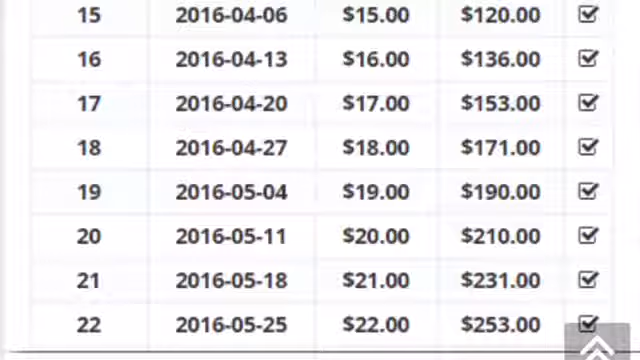 15 2016-04-06 $15.00 $120.00
16 2016-04-13 $16.00 $136.00
17 2016-04-20 $17.00 $153.00
18 2016-04-27 $18.00 $171.00
19 2016-05-04 $19.00 $190.00
20 2016-05-11 $20.00 $210.00
21 2016-05-18 $21.00 $231.00
22 2016-05-25 $22.00 $253.00